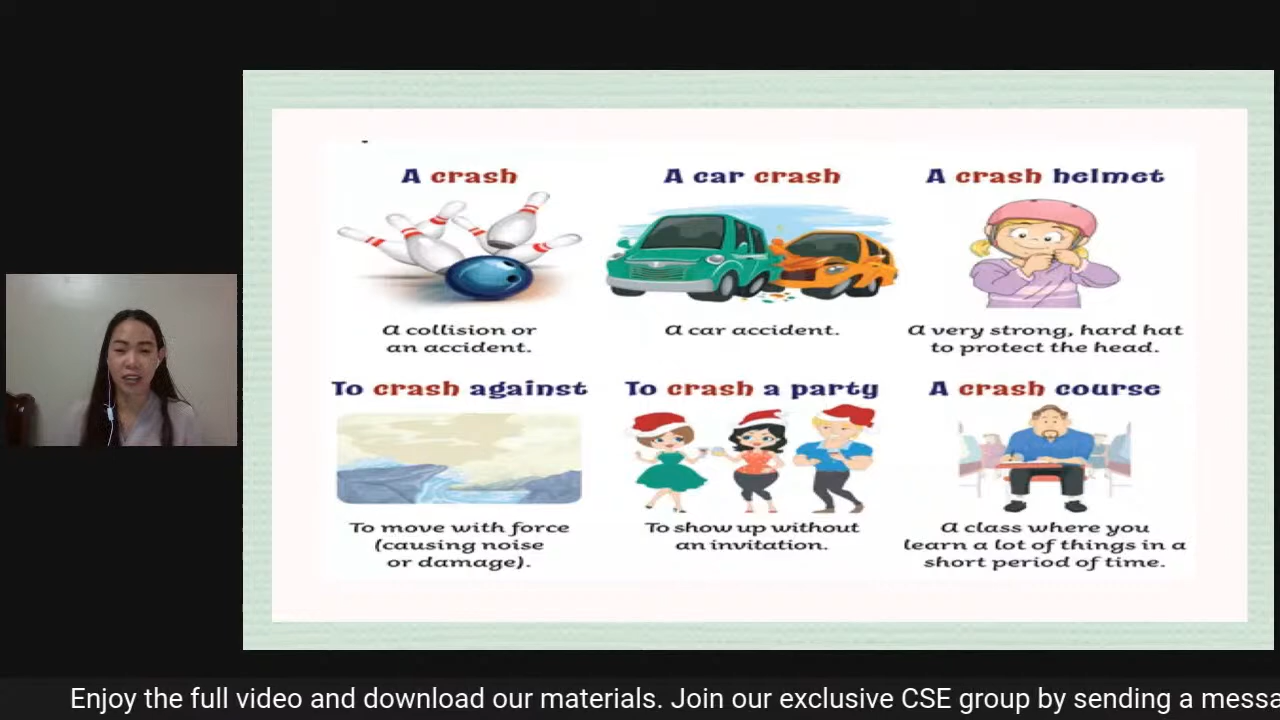 A crash
A car crash
A crash helmet
A collision or
an accident.
A car accident.
A very strong, hard hat
to protect the head.
To crash against
To crash a party
A crash course
To move with force
(causing noise
or damage).
To show up without
an invitation.
A class where you
learn a lot of things in a
short period of time.
Enjoy the full video and download our materials. Join our exclusive CSE group by sending a messa